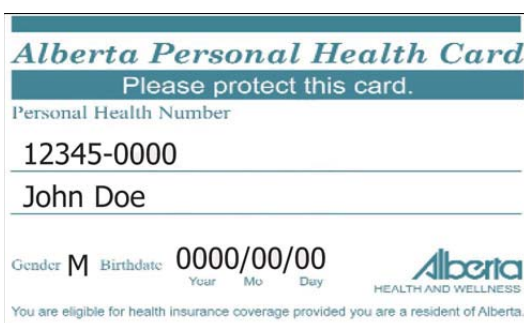 Alberta Personal Health Card
Please protect this card.
Personal Health Number
12345-0000
John Doe
Gender M Birthdate 0000/00/00
Year Mo Day
Alberta
HEALTH AND WELLNESS
You are eligible for health insurance coverage provided you are a resident of Alberta.